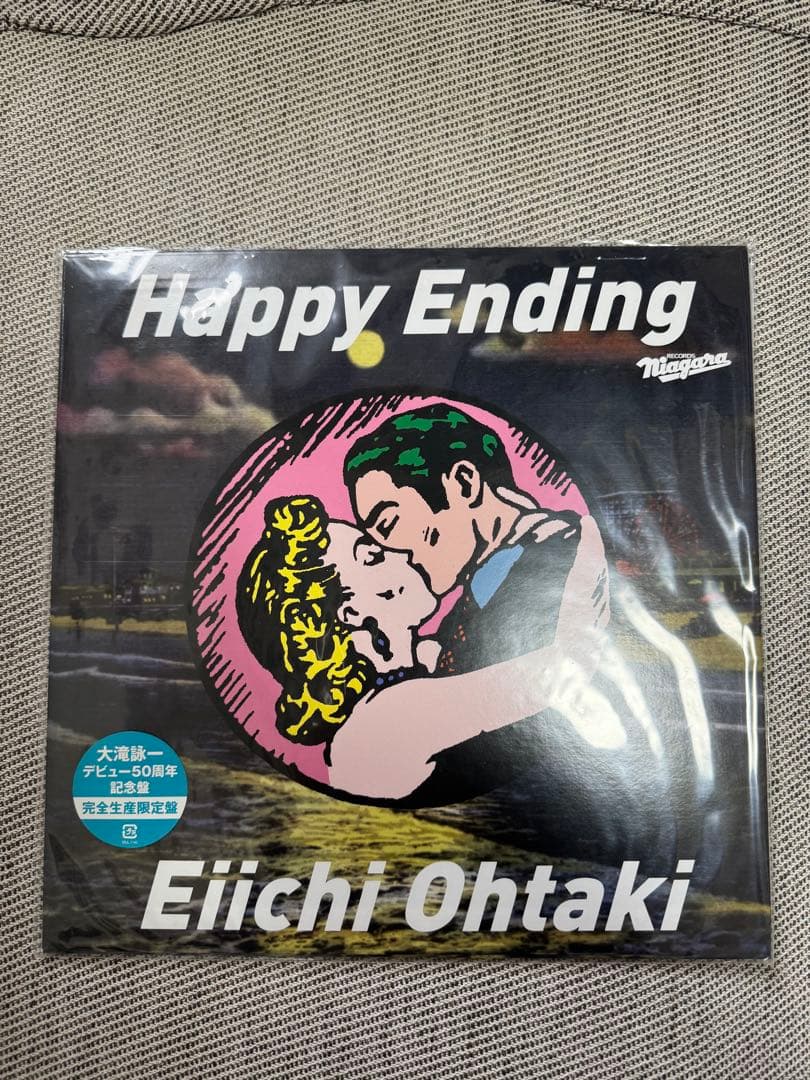 Happy Ending
RECORDS
Niagara
大滝詠一
デビュー50周年
記念盤
完全生産限定盤
Eiichi Ohtaki